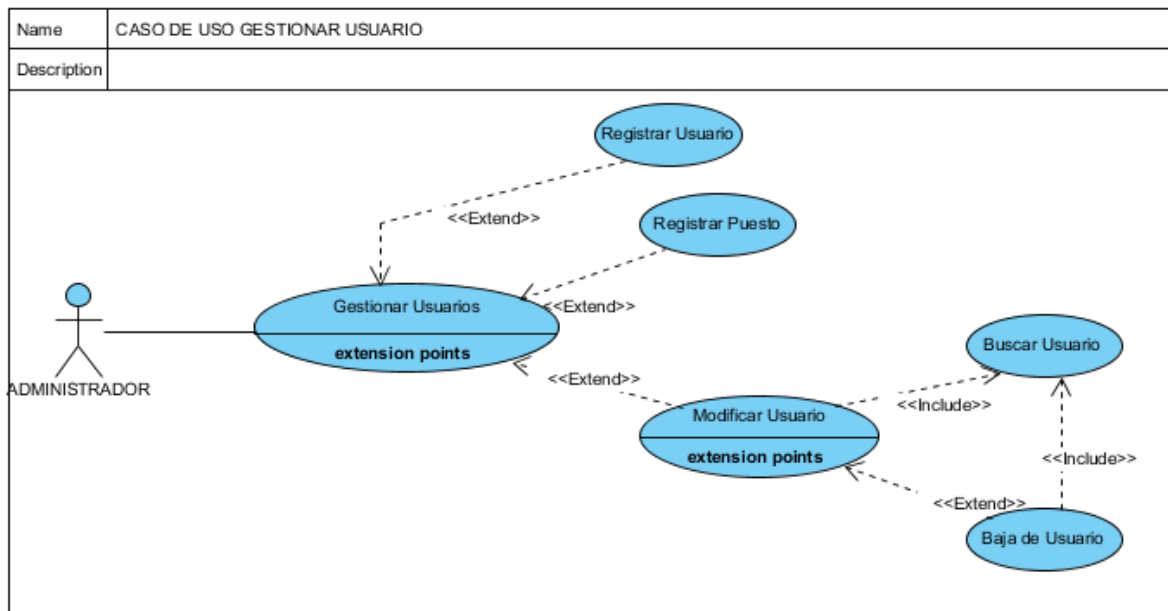 Name
CASO DE USO GESTIONAR USUARIO
Description
Registrar Usuario
<<Extend>>
Registrar Puesto
<<Extend>>
Gestionar Usuarios
extension points
ADMINISTRADOR
<<Extend>>
Buscar Usuario
<<Include>>
Modificar Usuario
extension points
<<Include>>
<<Extend>>
Baja de Usuario